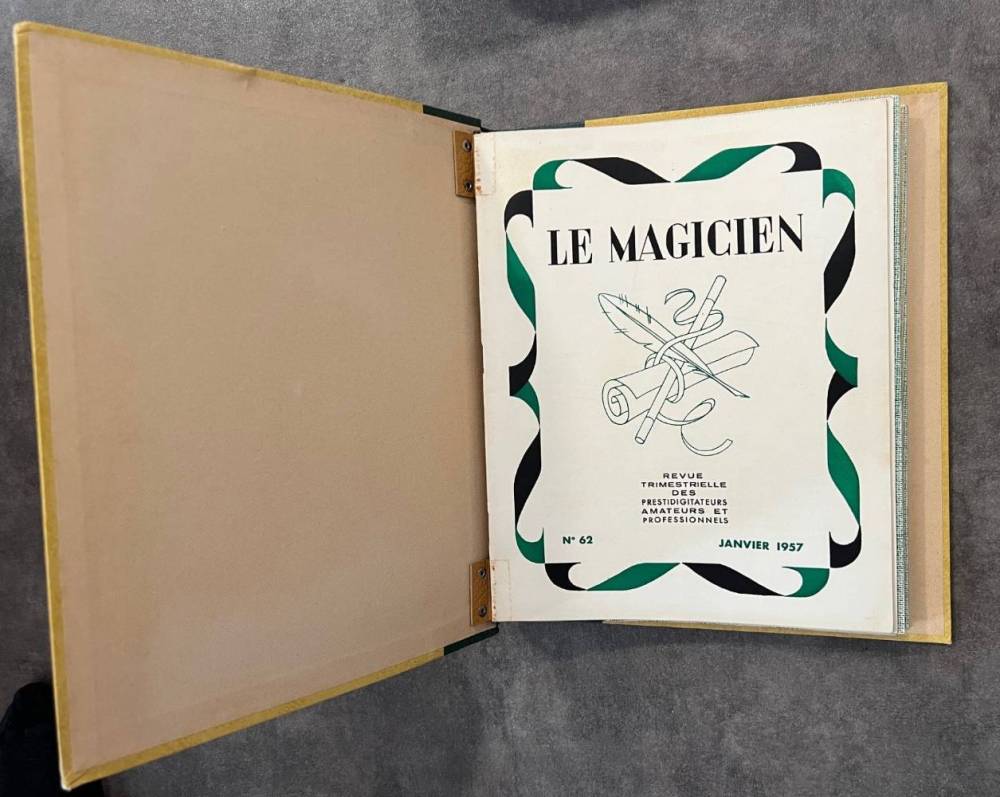 LE MAGICIEN
REVUE
TRIMESTRIELLE
DES
PRESTIDIGITATEURS
AMATEURS ET
PROFESSIONNELS
N° 62
JANVIER 1957